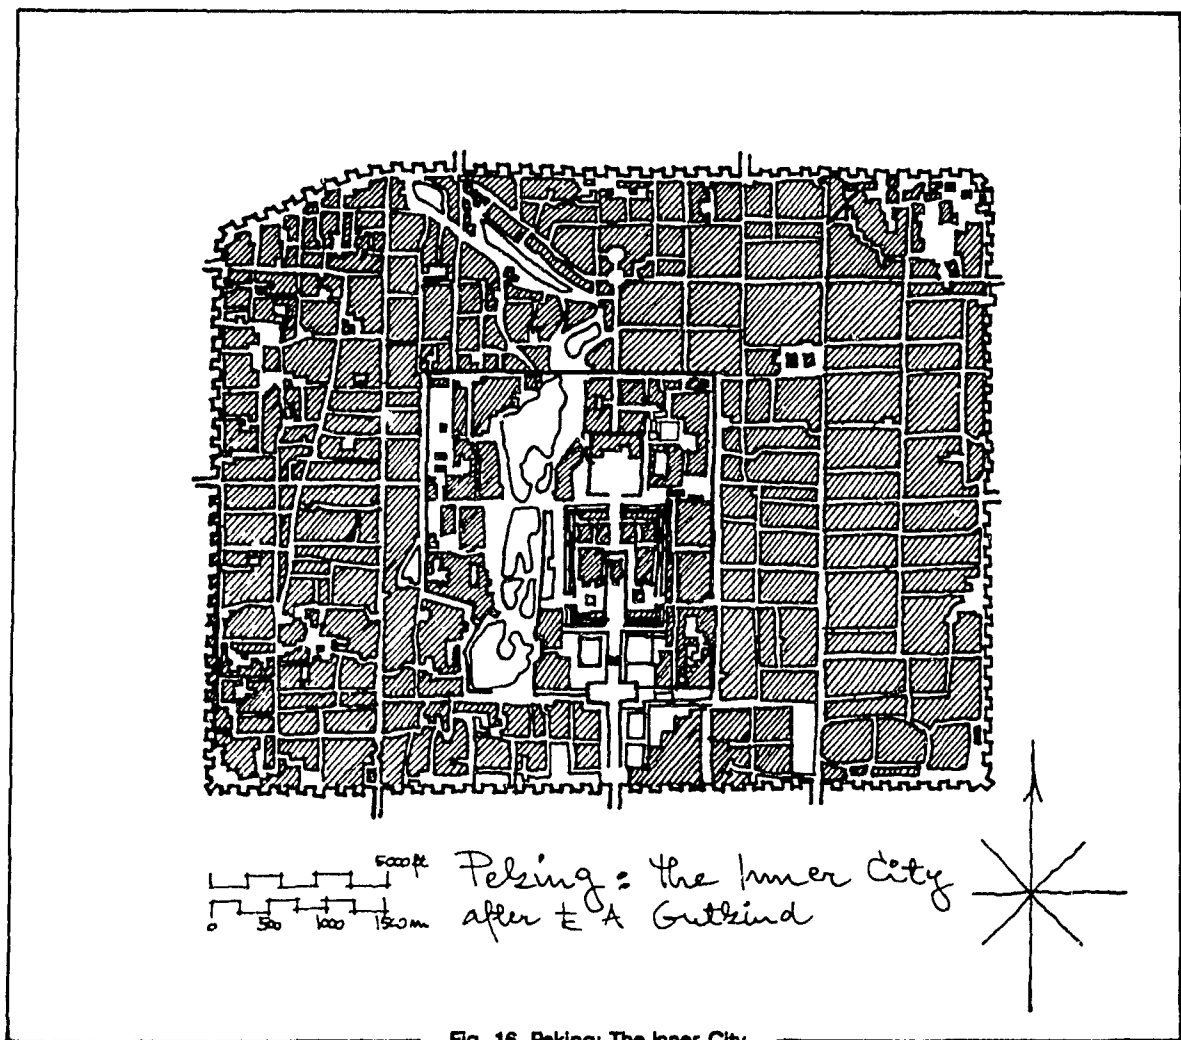 5000 ft
0 500 1000 1500 m
Peking : the Inner City
after E A Gutkind
Fig. 16 Peking: The Inner City